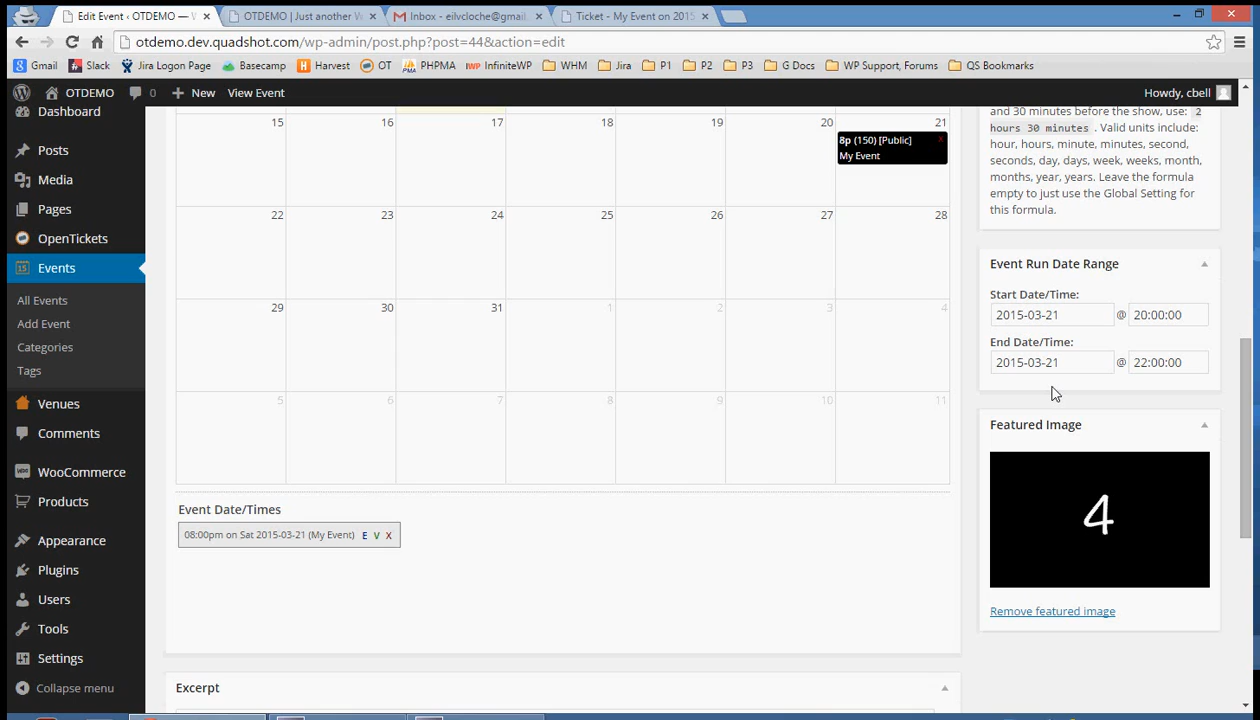 Edit Event ‹ OTDEMO — W
OTDEMO | Just another W
Inbox - eilvcloche@gmail.
Ticket - My Event on 2015
otdemo.dev.quadshot.com/wp-admin/post.php?post=44&action=edit
Gmail
Slack
Jira Logon Page
Basecamp
Harvest
OT
PHPMA
InfiniteWP
WHM
Jira
P1
P2
P3
G Docs
WP Support, Forums
QS Bookmarks
OTDEMO
0
New
View Event
Howdy, cbell
Dashboard
Posts
Media
Pages
OpenTickets
Events
All Events
Add Event
Categories
Tags
Venues
Comments
WooCommerce
Products
Appearance
Plugins
Users
Tools
Settings
Collapse menu
15 16 17 18 19 20 21
8p (150) [Public] x
My Event
22 23 24 25 26 27 28
29 30 31 1 2 3 4
5 6 7 8 9 10 11
Event Date/Times
08:00pm on Sat 2015-03-21 (My Event) E V X
Excerpt
and 30 minutes before the show, use: 2
hours 30 minutes . Valid units include:
hour, hours, minute, minutes, second,
seconds, day, days, week, weeks, month,
months, year, years. Leave the formula
empty to just use the Global Setting for
this formula.
Event Run Date Range
Start Date/Time:
2015-03-21 @ 20:00:00
End Date/Time:
2015-03-21 @ 22:00:00
Featured Image
4
Remove featured image